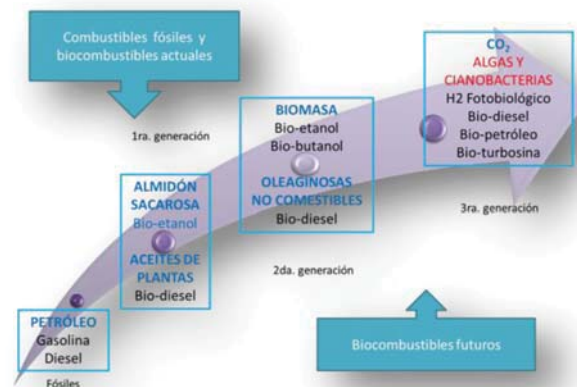 Combustibles fósiles y
biocombustibles actuales
1ra. generación
CO₂
ALGAS Y
CIANOBACTERIAS
H2 Fotobiológico
Bio-diesel
Bio-petróleo
Bio-turbosina
BIOMASA
Bio-etanol
Bio-butanol
OLEAGINOSAS
NO COMESTIBLES
Bio-diesel
ALMIDÓN
SACAROSA
Bio-etanol
ACEITES DE
PLANTAS
Bio-diesel
3ra. generación
2da. generación
PETRÓLEO
Gasolina
Diesel
Fósiles
Biocombustibles futuros